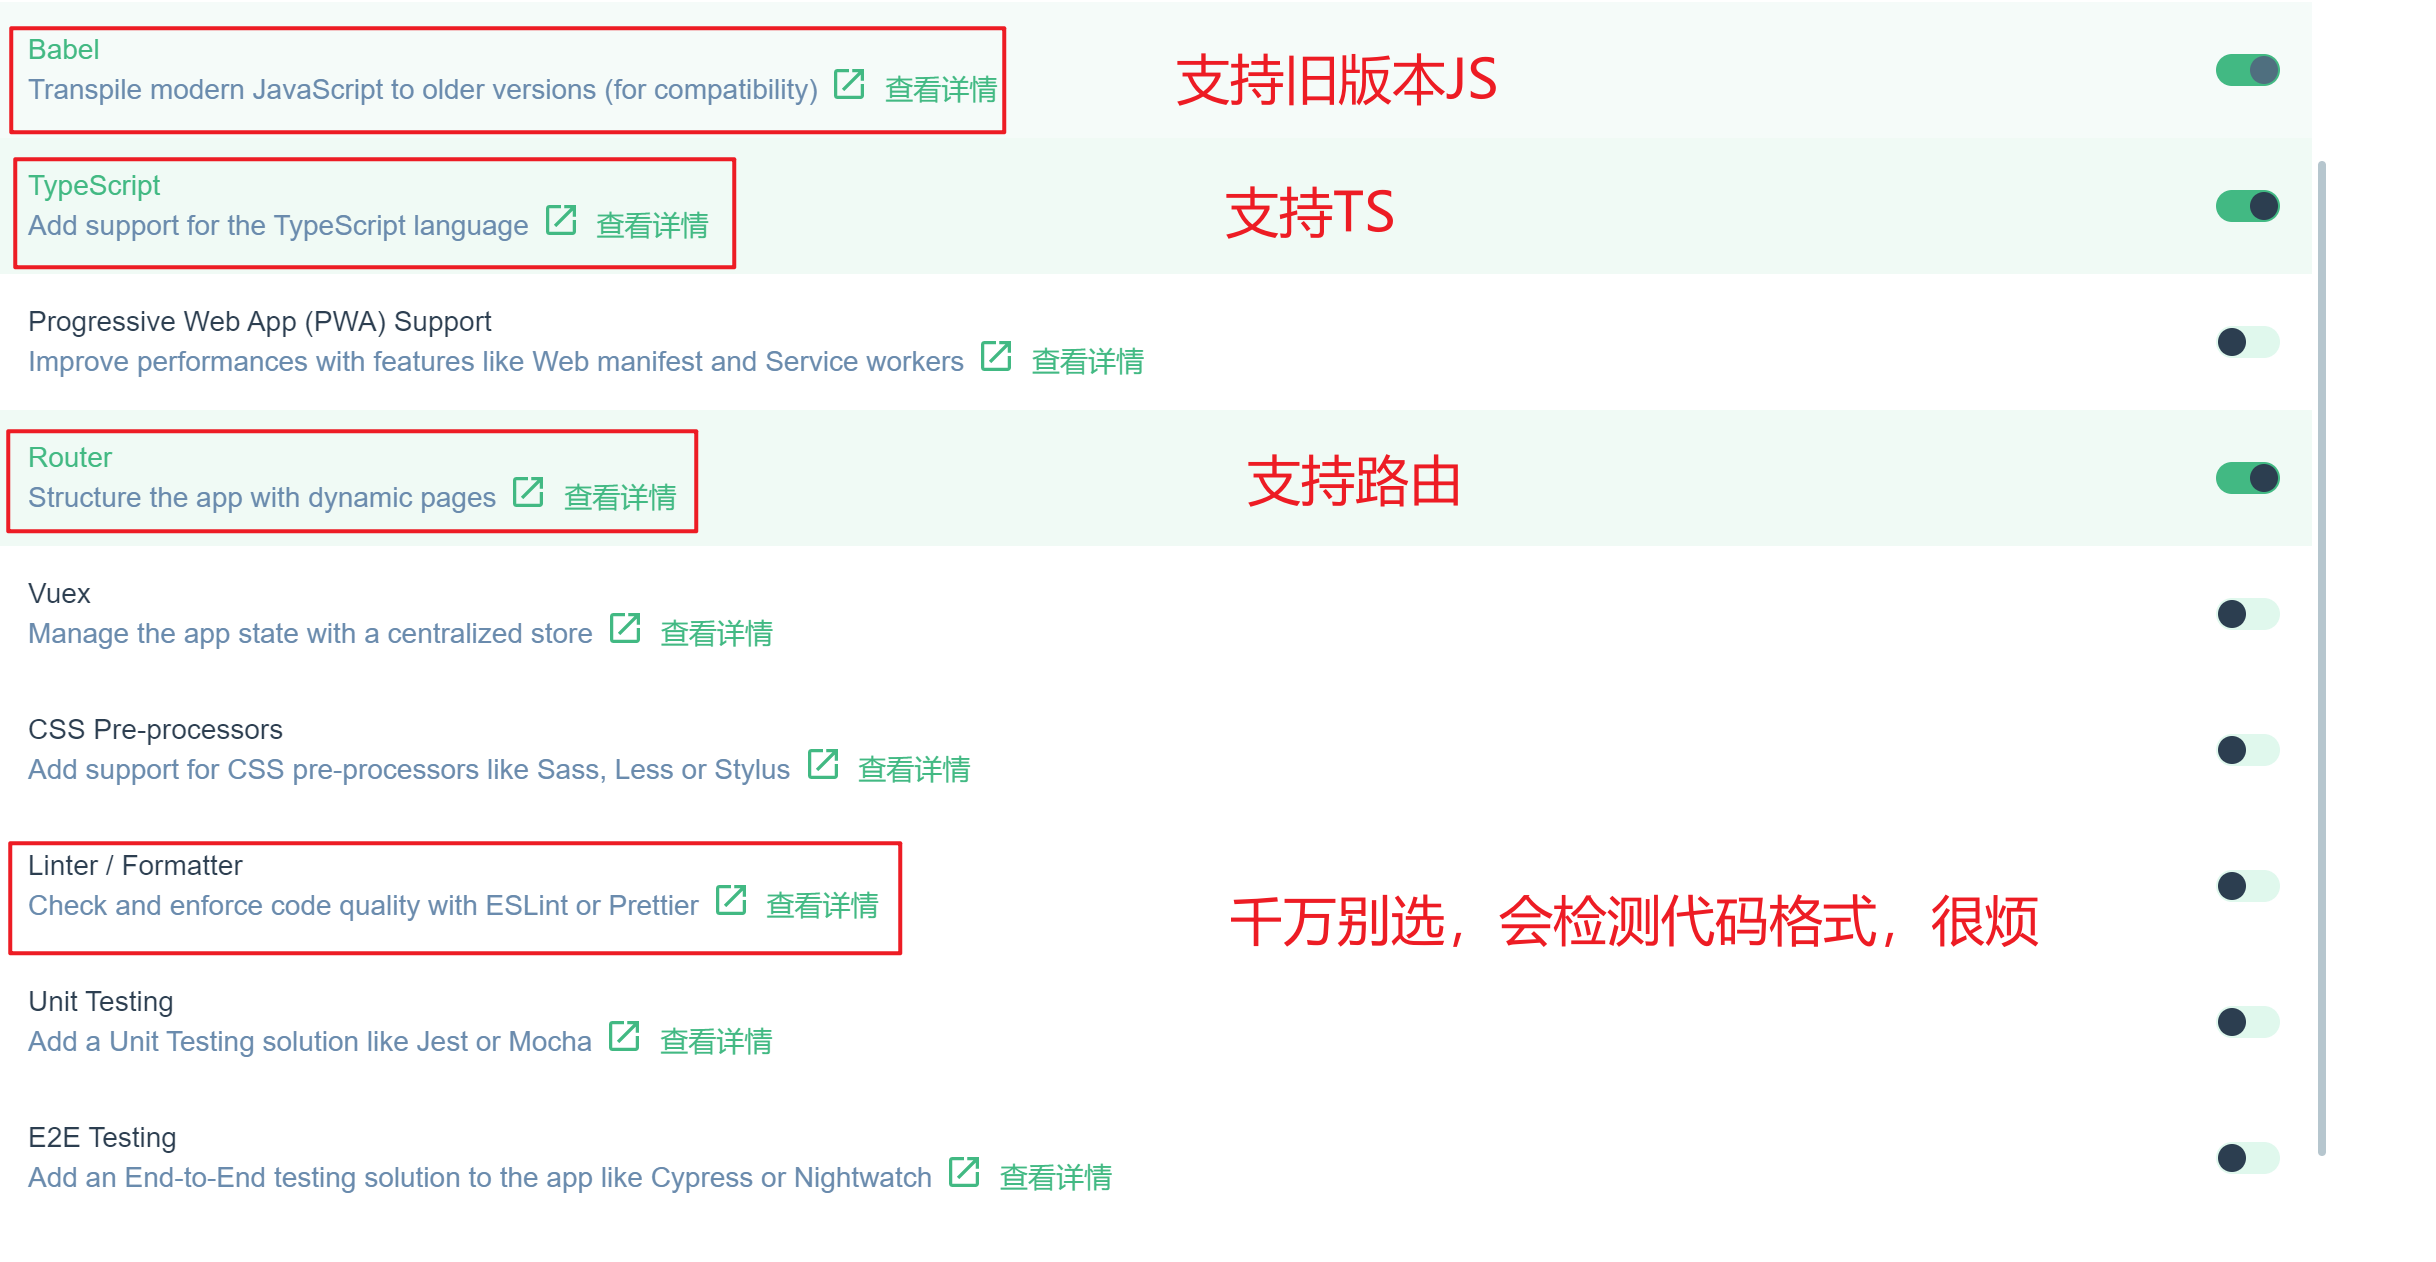 Babel
Transpile modern JavaScript to older versions (for compatibility) 查看详情
支持旧版本JS
TypeScript
Add support for the TypeScript language 查看详情
支持TS
Progressive Web App (PWA) Support
Improve performances with features like Web manifest and Service workers 查看详情
Router
Structure the app with dynamic pages 查看详情
支持路由
Vuex
Manage the app state with a centralized store 查看详情
CSS Pre-processors
Add support for CSS pre-processors like Sass, Less or Stylus 查看详情
Linter / Formatter
Check and enforce code quality with ESLint or Prettier 查看详情
千万别选，会检测代码格式，很烦
Unit Testing
Add a Unit Testing solution like Jest or Mocha 查看详情
E2E Testing
Add an End-to-End testing solution to the app like Cypress or Nightwatch 查看详情